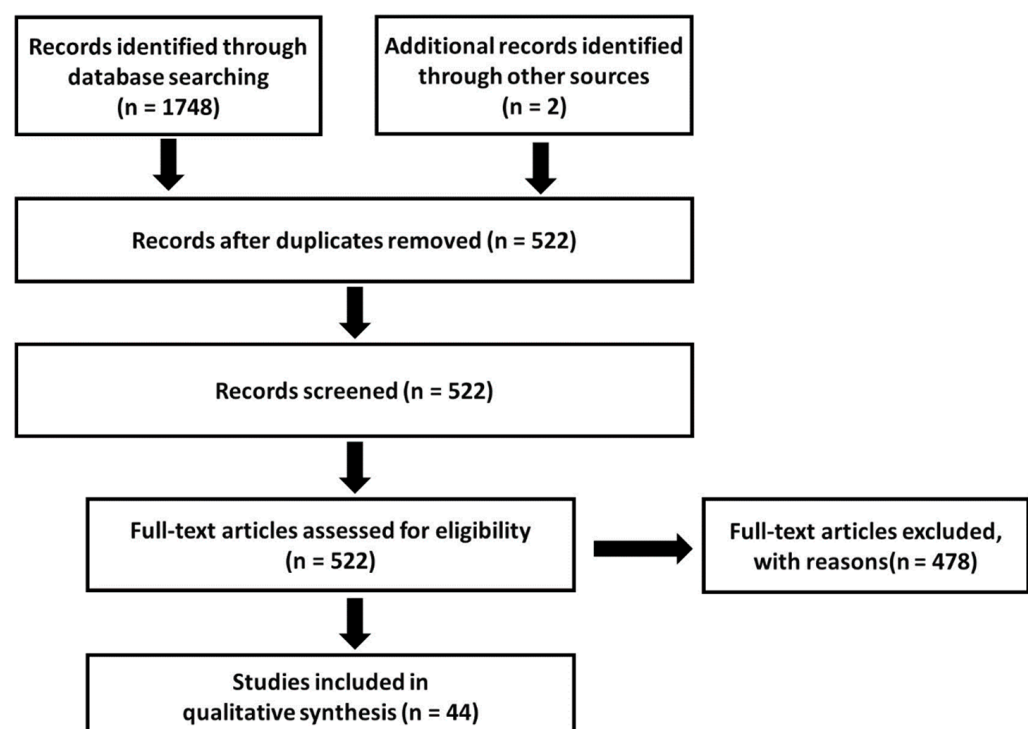 Records identified through
database searching
(n = 1748)
Additional records identified
through other sources
(n = 2)
Records after duplicates removed (n = 522)
Records screened (n = 522)
Full-text articles assessed for eligibility
(n = 522)
Full-text articles excluded,
with reasons(n = 478)
Studies included in
qualitative synthesis (n = 44)